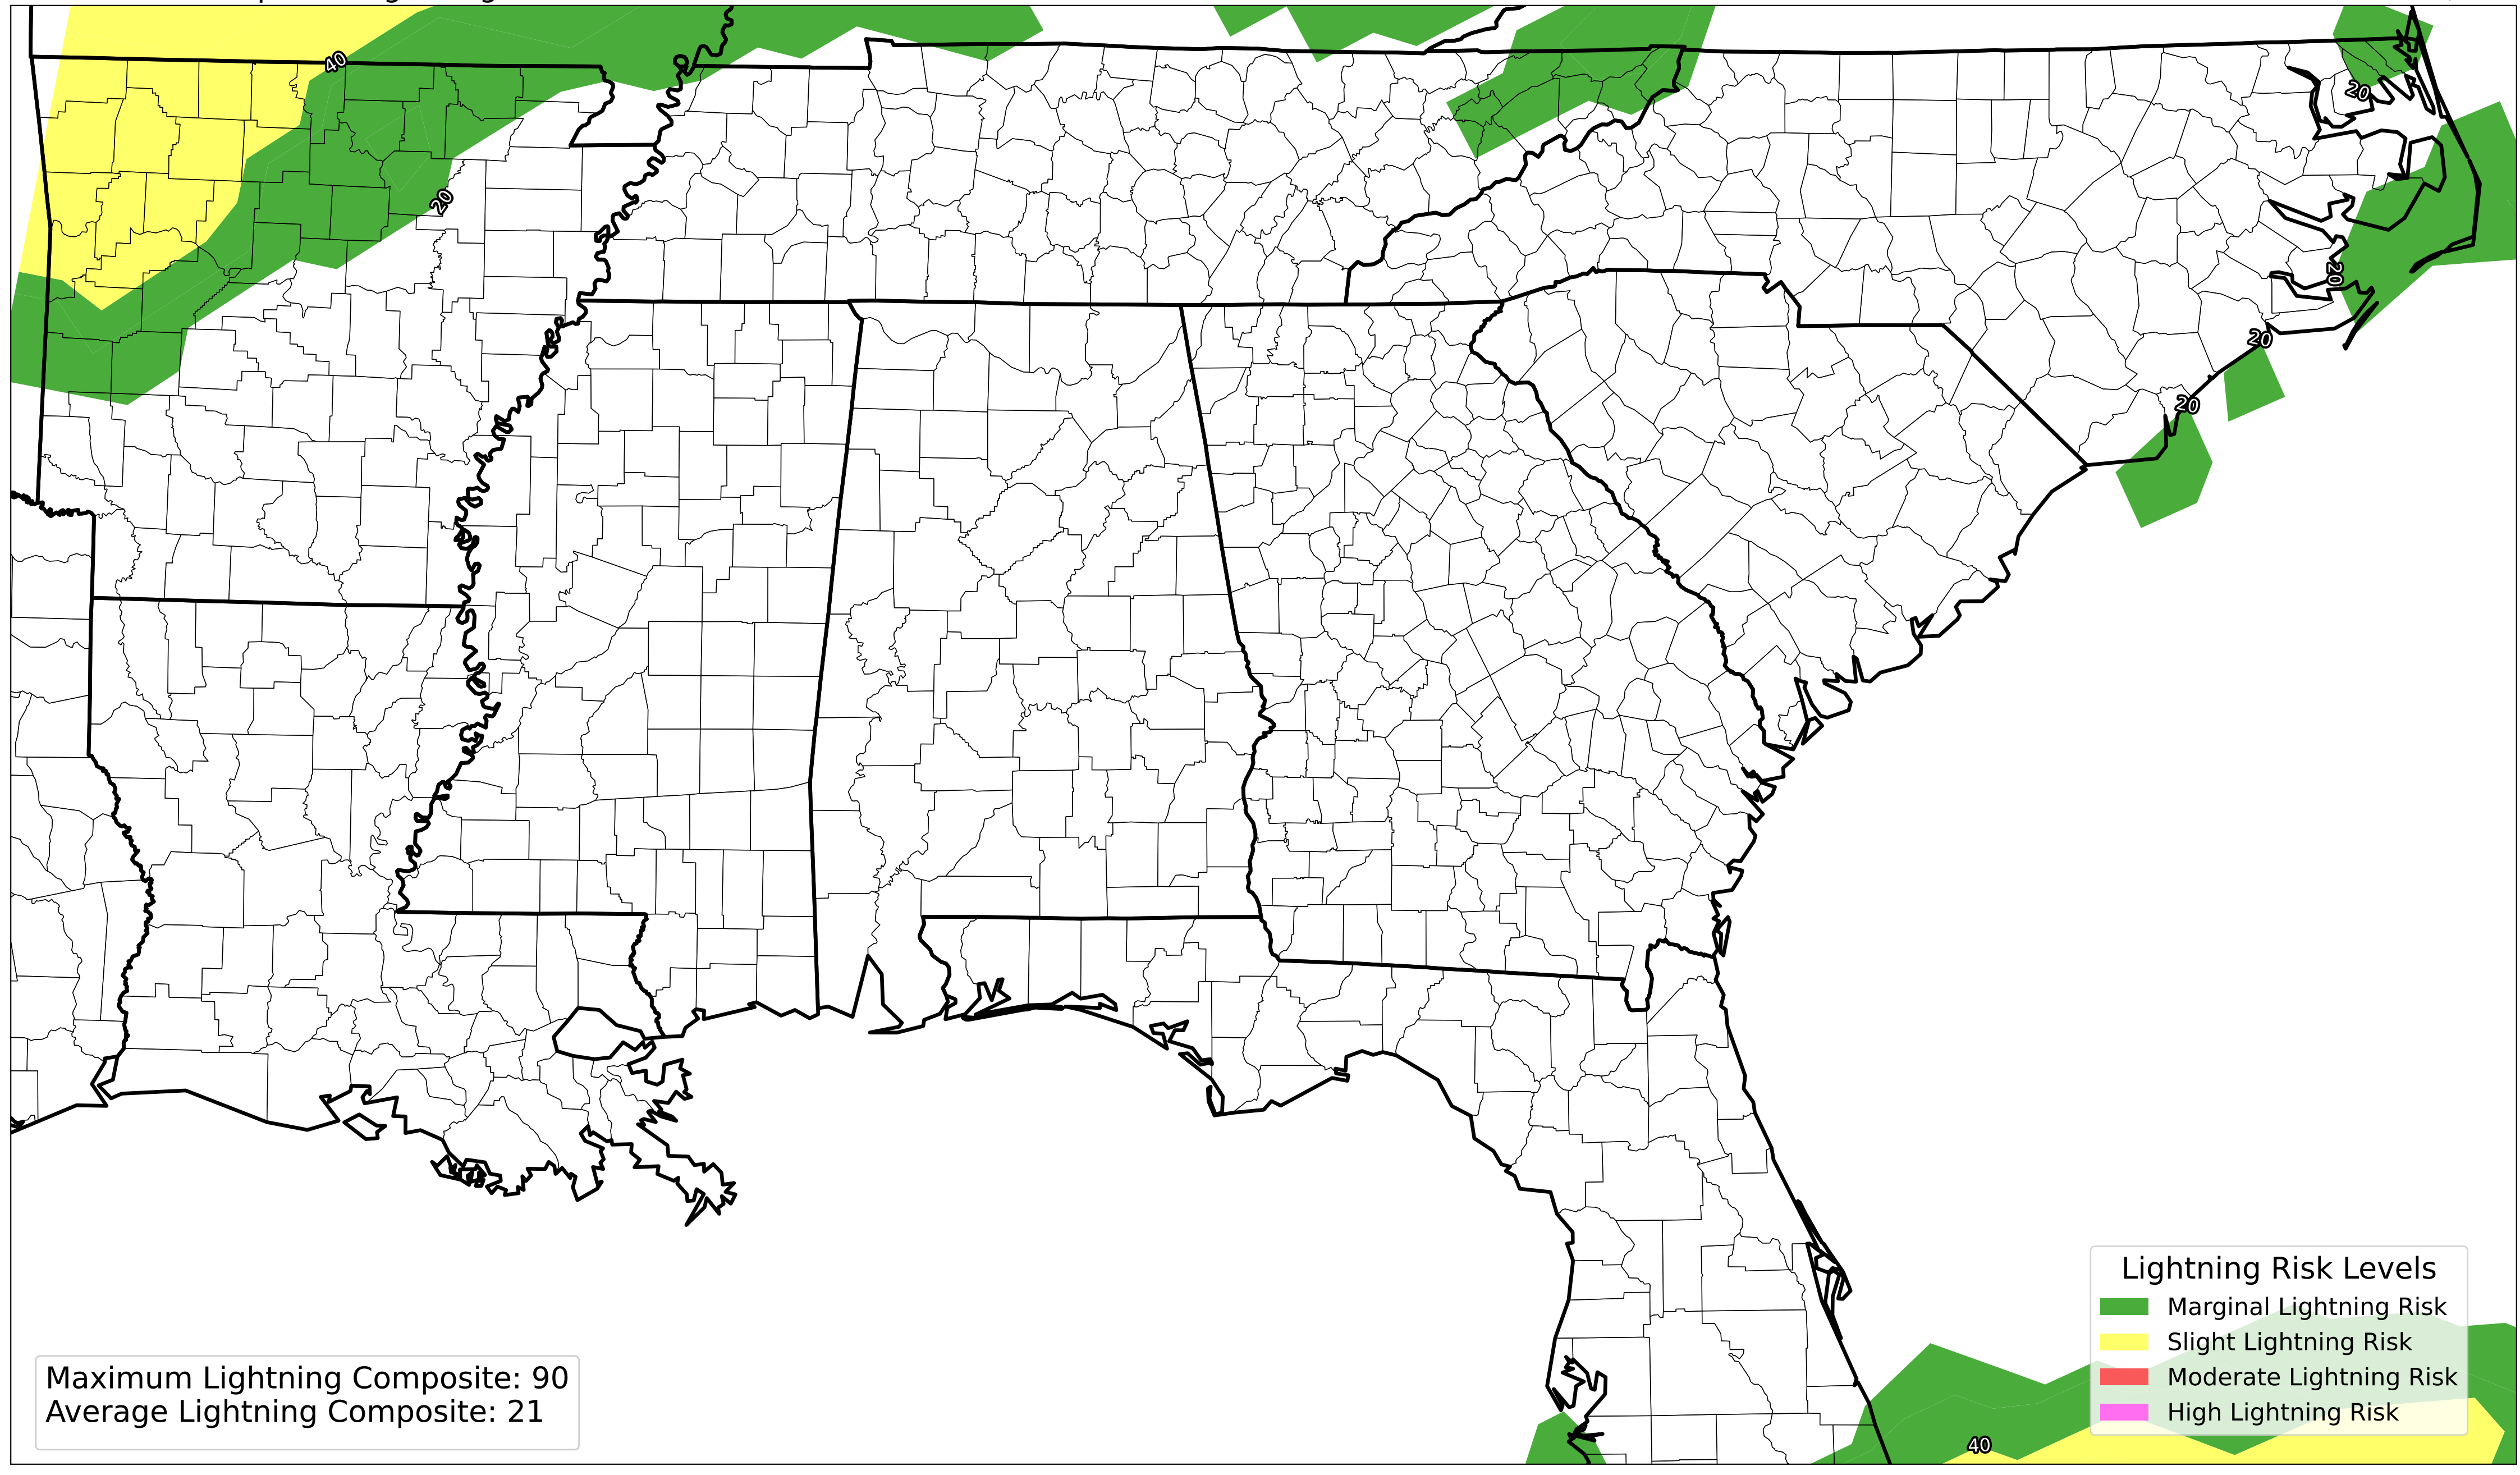 40
20
20
20
20
20
Lightning Risk Levels
Marginal Lightning Risk
Slight Lightning Risk
Moderate Lightning Risk
High Lightning Risk
Maximum Lightning Composite: 90
Average Lightning Composite: 21
40